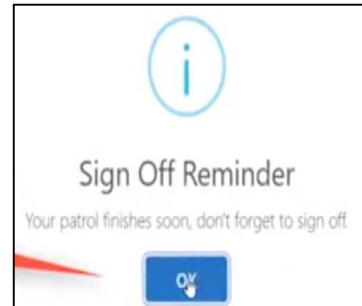 i
Sign Off Reminder
Your patrol finishes soon, don't forget to sign off.
OK